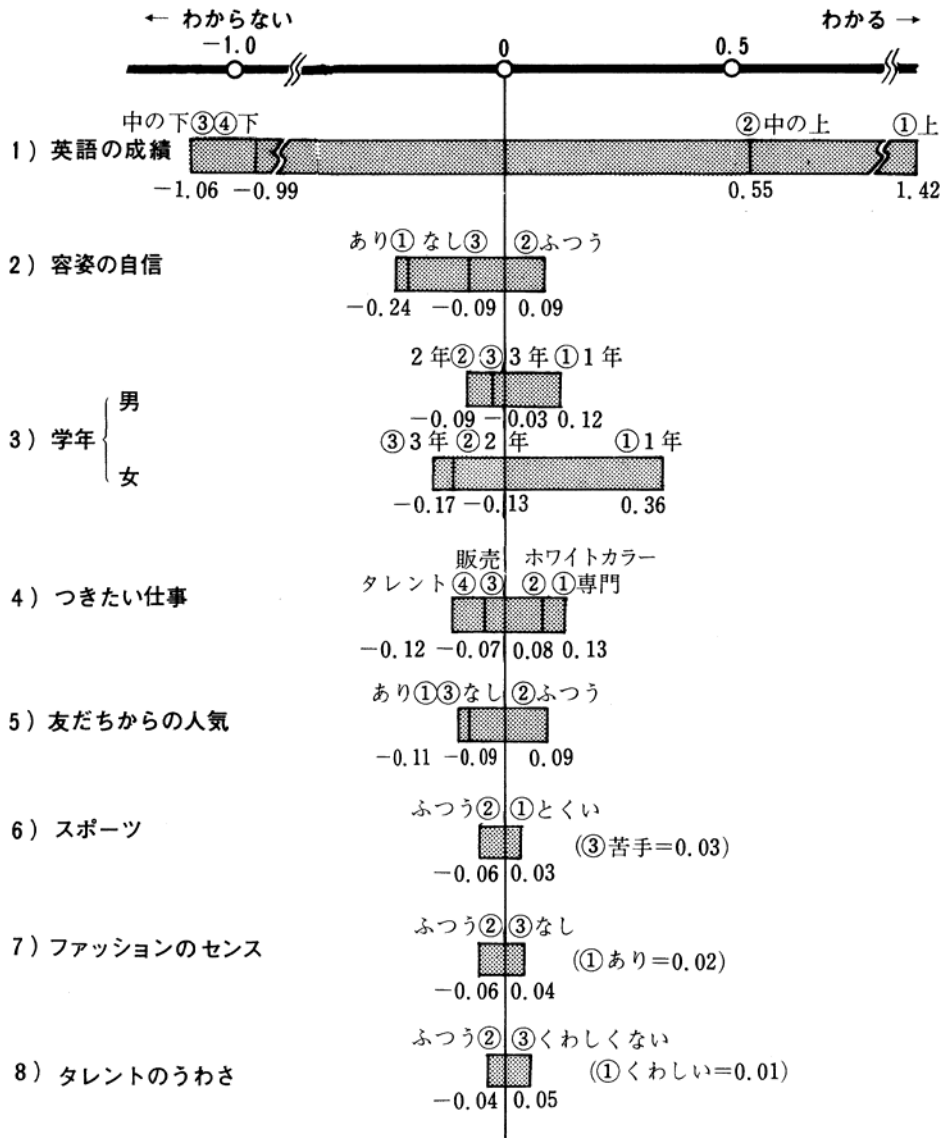 ← わからない わかる →
−1.0 0 0.5
中の下③④下 ②中の上 ①上
1) 英語の成績
−1.06 −0.99 0.55 1.42
あり① なし③ ②ふつう
2) 容姿の自信
−0.24 −0.09 0.09
2年②③3年①1年
男
−0.09 −0.03 0.12
3) 学年
③3年②2年 ①1年
女
−0.17 −0.13 0.36
販売 ホワイトカラー
タレント④③ ②①専門
4) つきたい仕事
−0.12 −0.07 0.08 0.13
あり①③なし②ふつう
5) 友だちからの人気
−0.11 −0.09 0.09
ふつう②①とくい
6) スポーツ
(③苦手=0.03)
−0.06 0.03
ふつう②③なし
7) ファッションのセンス
(①あり=0.02)
−0.06 0.04
ふつう②③くわしくない
8) タレントのうわさ
(①くわしい=0.01)
−0.04 0.05